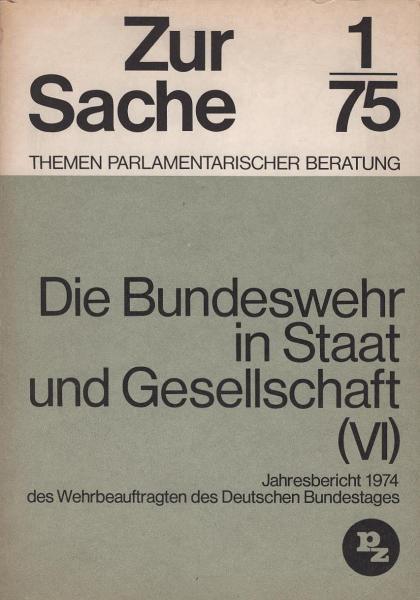 Zur
Sache
1
75
THEMEN PARLAMENTARISCHER BERATUNG
Die Bundeswehr
in Staat
und Gesellschaft
(VI)
Jahresbericht 1974
des Wehrbeauftragten des Deutschen Bundestages
pz